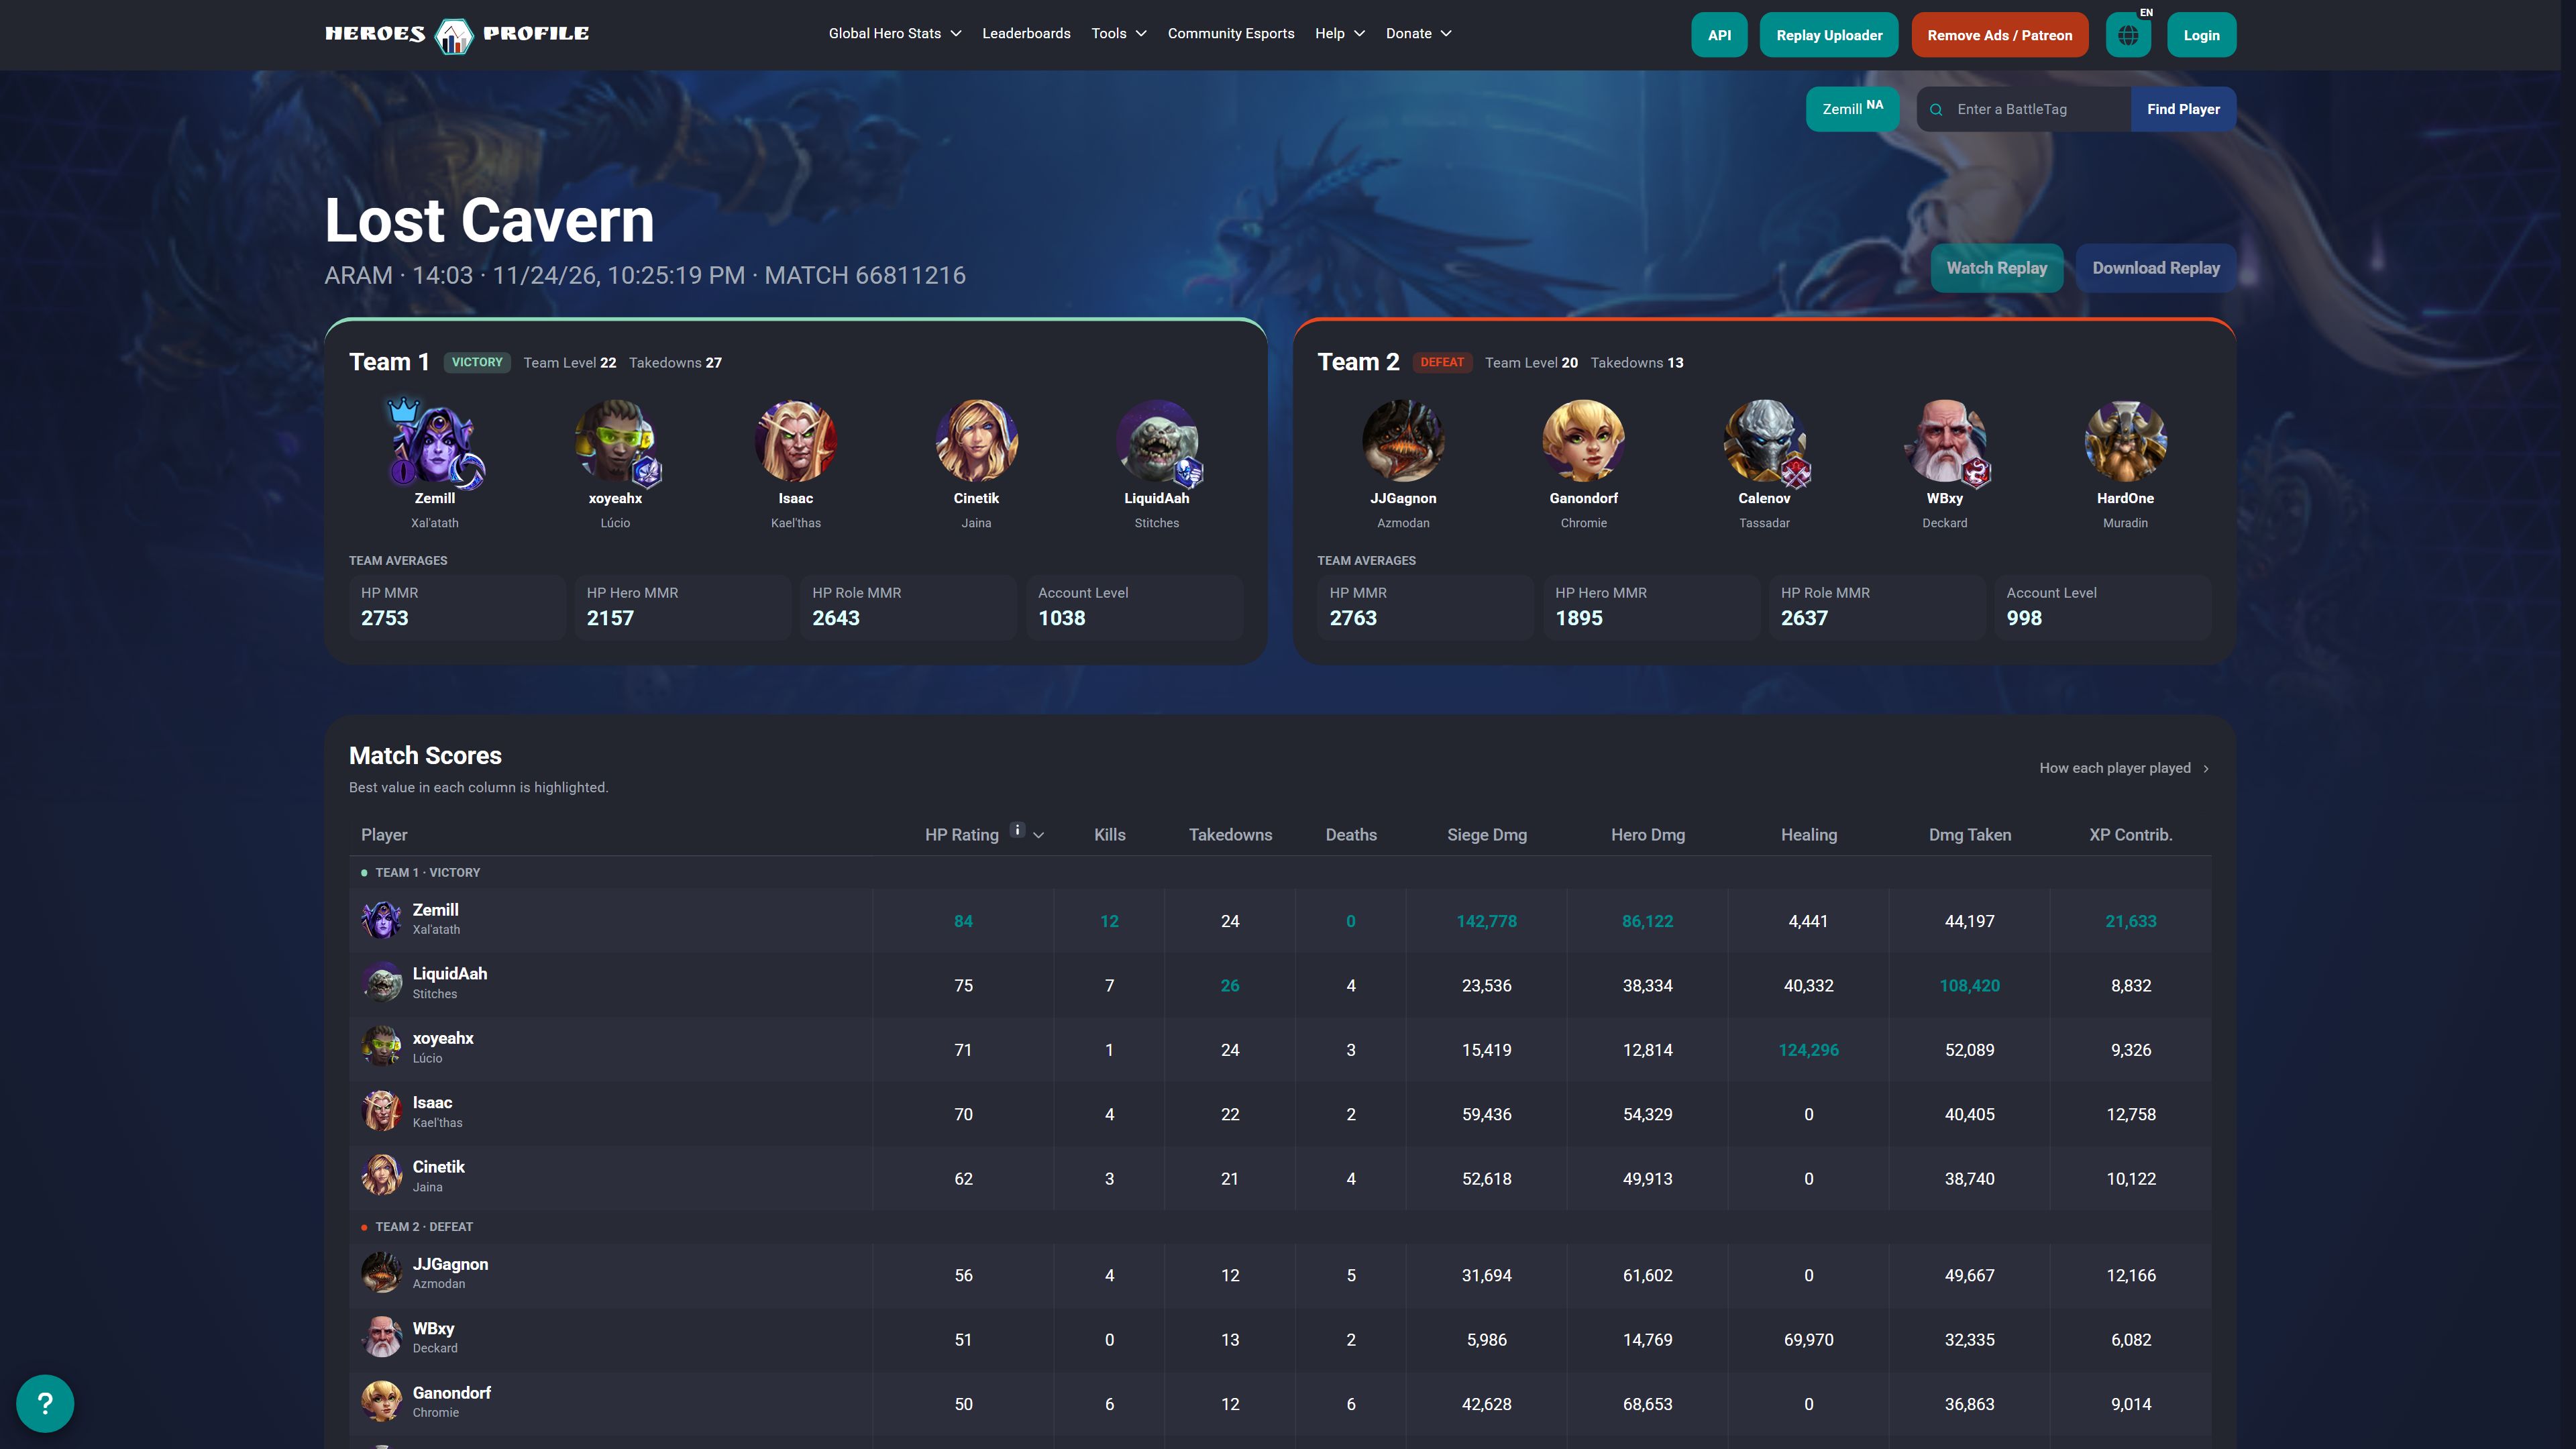 HEROES PROFILE
Global Hero Stats Leaderboards Tools Community Esports Help Donate
API Replay Uploader Remove Ads / Patreon EN Login
Zemill NA Enter a BattleTag Find Player
Lost Cavern
ARAM · 14:03 · 11/24/26, 10:25:19 PM · MATCH 66811216
Watch Replay Download Replay
Team 1 VICTORY Team Level 22 Takedowns 27
Zemill xoyeahx Isaac Cinetik LiquidAah
Xal'atath Lúcio Kael'thas Jaina Stitches
TEAM AVERAGES
HP MMR HP Hero MMR HP Role MMR Account Level
2753 2157 2643 1038
Team 2 DEFEAT Team Level 20 Takedowns 13
JJGagnon Ganondorf Calenov WBxy HardOne
Azmodan Chromie Tassadar Deckard Muradin
TEAM AVERAGES
HP MMR HP Hero MMR HP Role MMR Account Level
2763 1895 2637 998
Match Scores
How each player played
Best value in each column is highlighted.
Player HP Rating i Kills Takedowns Deaths Siege Dmg Hero Dmg Healing Dmg Taken XP Contrib.
TEAM 1 · VICTORY
Zemill
Xal'atath
84 12 24 0 142,778 86,122 4,441 44,197 21,633
LiquidAah
Stitches
75 7 26 4 23,536 38,334 40,332 108,420 8,832
xoyeahx
Lúcio
71 1 24 3 15,419 12,814 124,296 52,089 9,326
Isaac
Kael'thas
70 4 22 2 59,436 54,329 0 40,405 12,758
Cinetik
Jaina
62 3 21 4 52,618 49,913 0 38,740 10,122
TEAM 2 · DEFEAT
JJGagnon
Azmodan
56 4 12 5 31,694 61,602 0 49,667 12,166
WBxy
Deckard
51 0 13 2 5,986 14,769 69,970 32,335 6,082
Ganondorf
Chromie
50 6 12 6 42,628 68,653 0 36,863 9,014
?